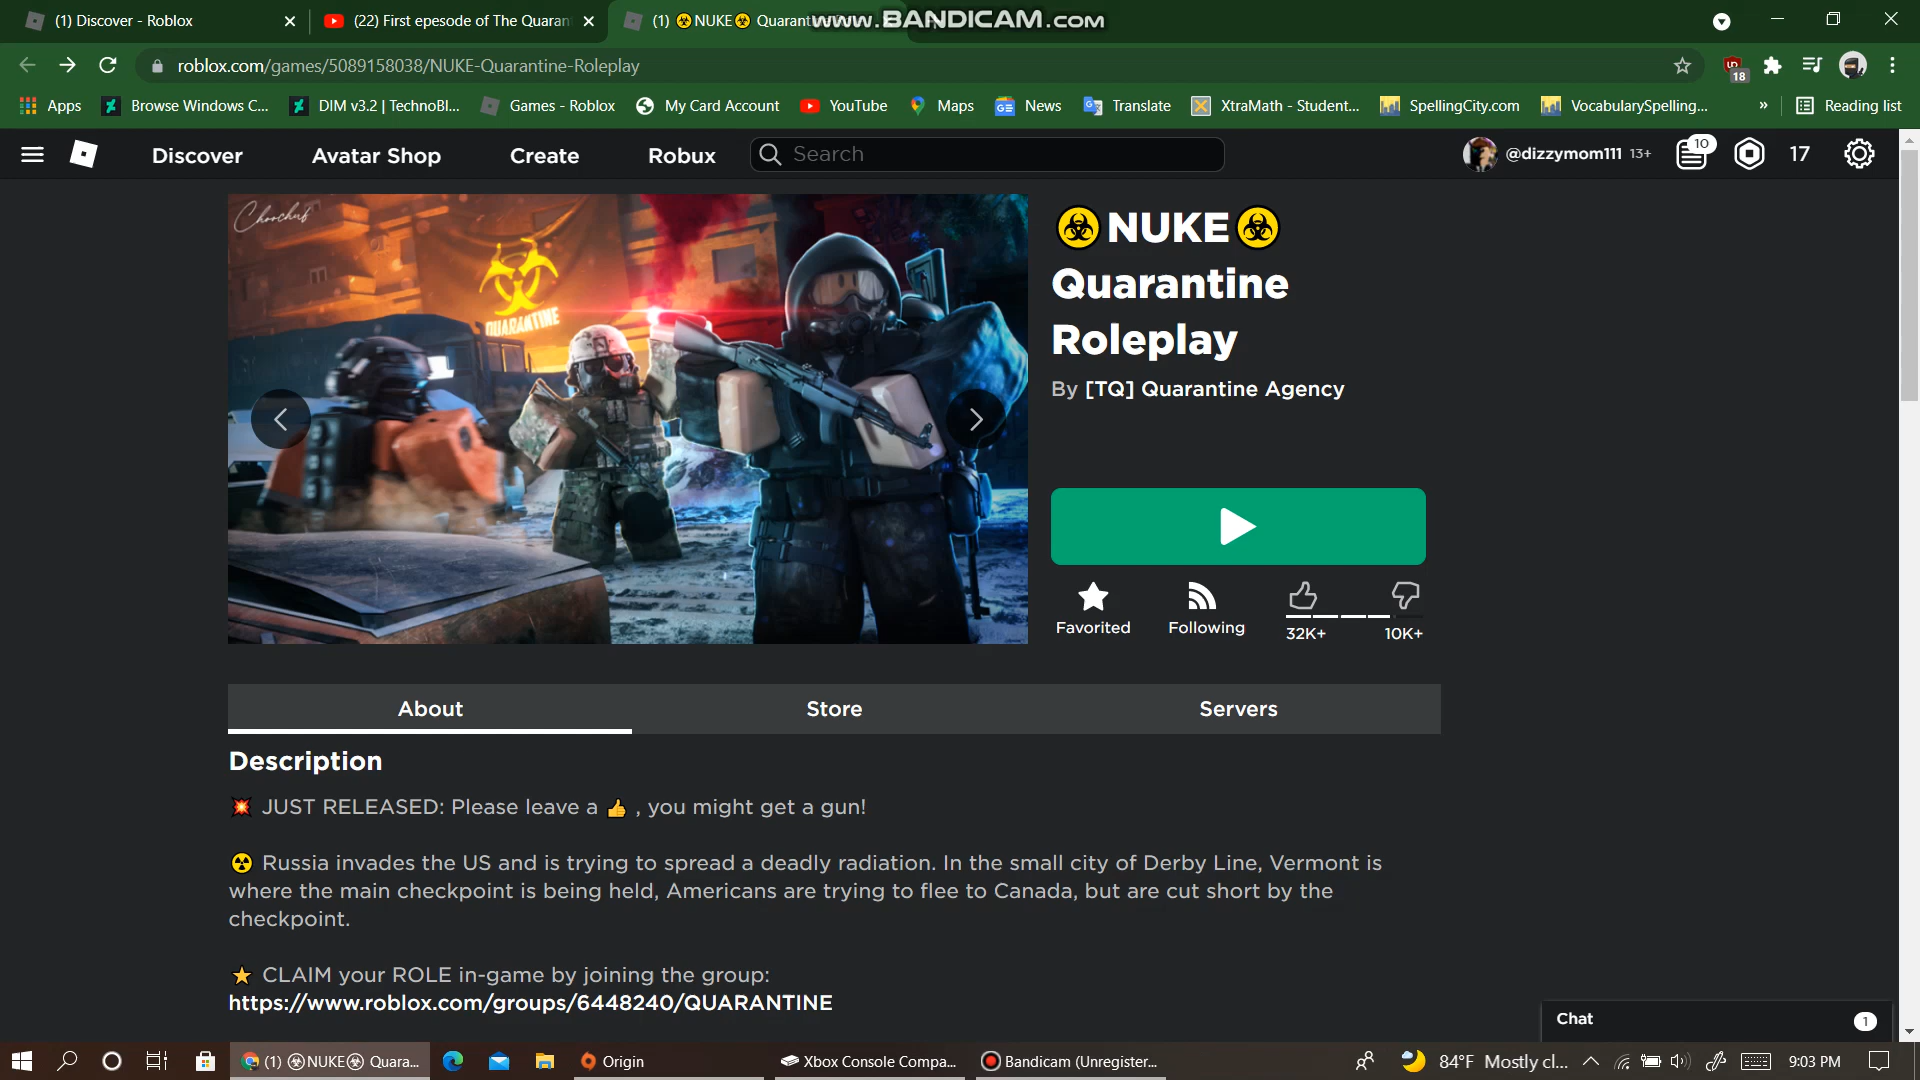 (1) Discover - Roblox
(22) First epesode of The Quaran
(1) ☣NUKE☣ Quarant
www.BANDICAM.com
roblox.com/games/5089158038/NUKE-Quarantine-Roleplay
18
Apps
Browse Windows C...
DIM v3.2 | TechnoBl...
Games - Roblox
My Card Account
YouTube
Maps
News
Translate
XtraMath - Student...
SpellingCity.com
VocabularySpelling...
»
Reading list
Discover
Avatar Shop
Create
Robux
Search
@dizzymom111 13+
10
17
Choochub
QUARANTINE
☣NUKE☣
Quarantine
Roleplay
By [TQ] Quarantine Agency
Favorited
Following
32K+
10K+
About
Store
Servers
Description
💥 JUST RELEASED: Please leave a 👍 , you might get a gun!
☢ Russia invades the US and is trying to spread a deadly radiation. In the small city of Derby Line, Vermont is
where the main checkpoint is being held, Americans are trying to flee to Canada, but are cut short by the
checkpoint.
⭐ CLAIM your ROLE in-game by joining the group:
https://www.roblox.com/groups/6448240/QUARANTINE
Chat
1
(1) ☣NUKE☣ Quara...
Origin
Xbox Console Compa...
Bandicam (Unregister...
84°F Mostly cl...
9:03 PM